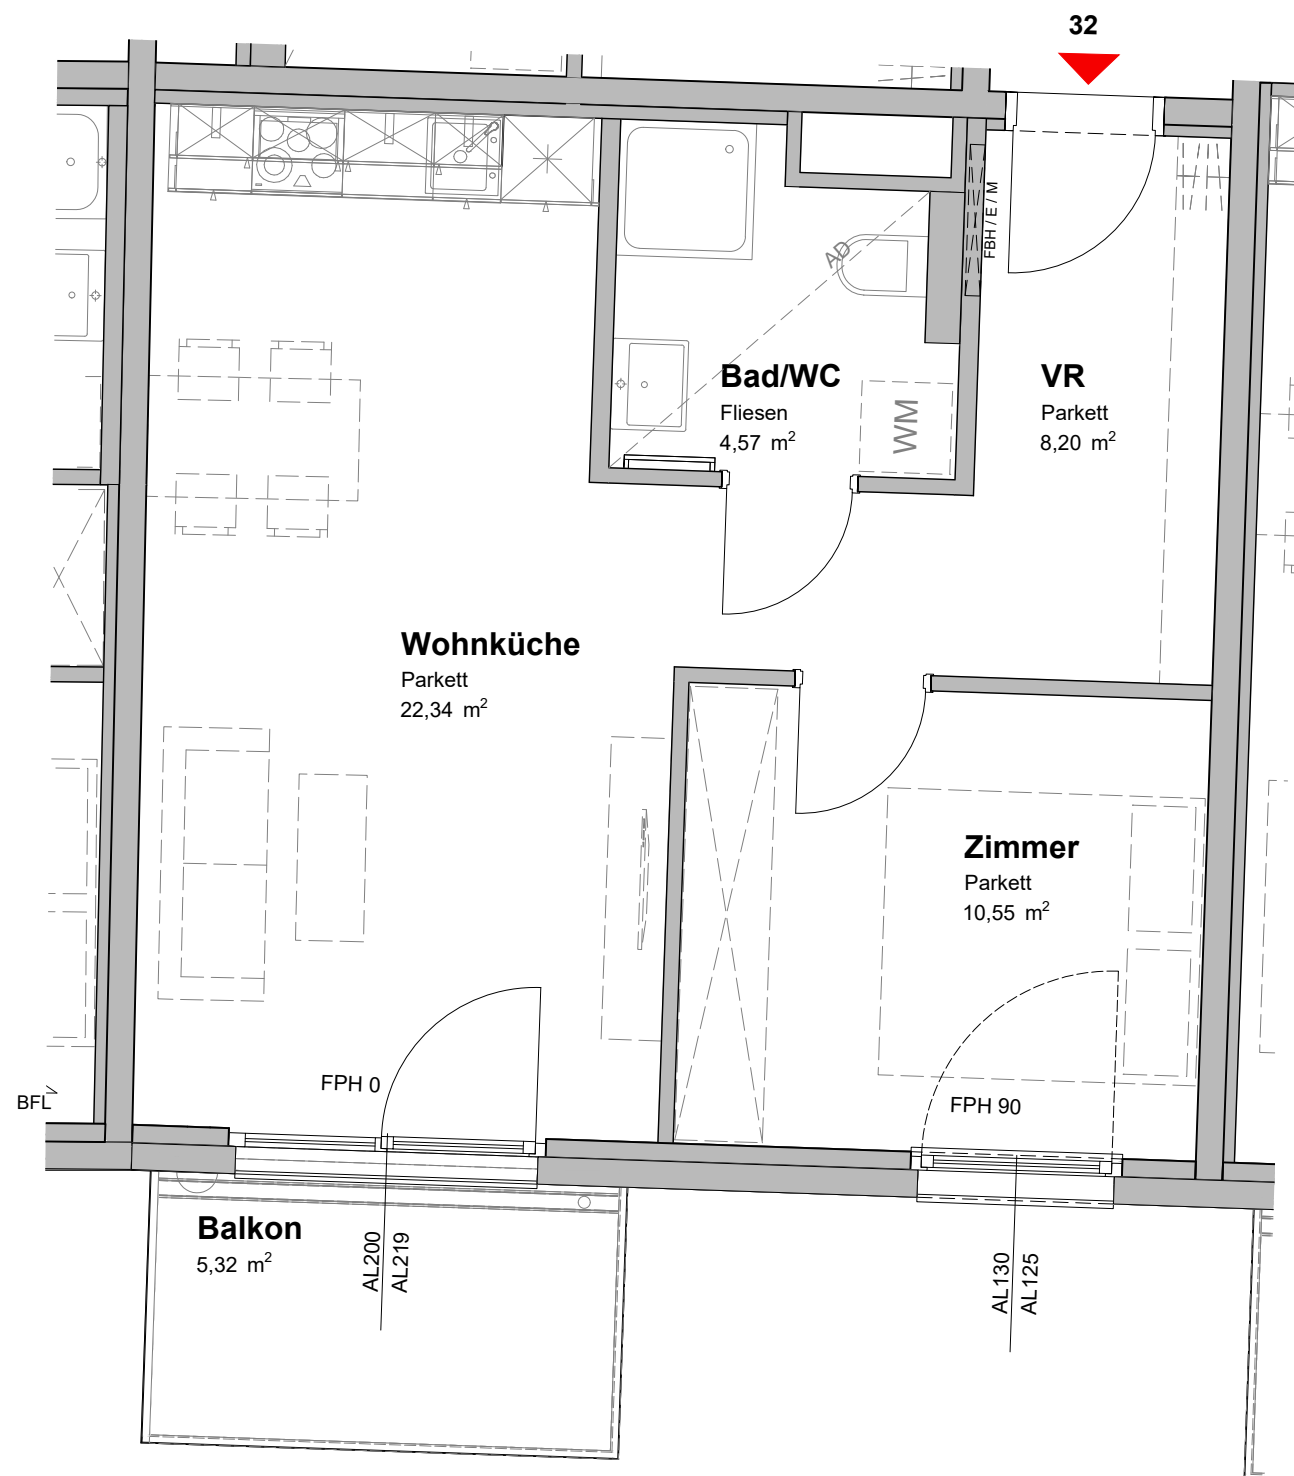 32
FBH / E / M
AD
Bad/WC
Fliesen
4,57 m²
WM
VR
Parkett
8,20 m²
Wohnküche
Parkett
22,34 m²
Zimmer
Parkett
10,55 m²
FPH 0
BFL
FPH 90
Balkon
5,32 m²
AL200
AL219
AL130
AL125